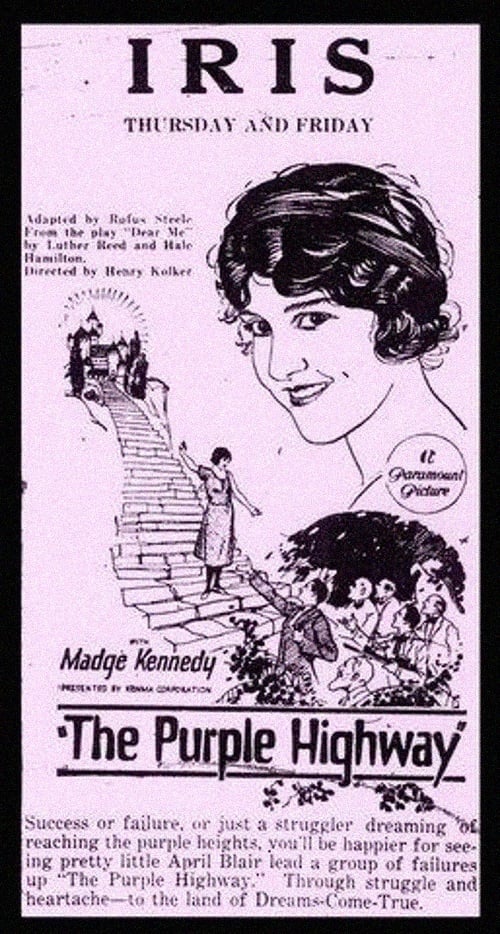 IRIS
THURSDAY AND FRIDAY
Adapted by Rufus Steele
From the play "Dear Me"
by Luther Reed and Hale
Hamilton.
Directed by Henry Kolker
A
Paramount
Picture
WITH
Madge Kennedy
PRESENTED BY KENMA CORPORATION
"The Purple Highway"
Success or failure, or just a struggler dreaming of
reaching the purple heights, you'll be happier for see-
ing pretty little April Blair lead a group of failures
up "The Purple Highway." Through struggle and
heartache—to the land of Dreams-Come-True.